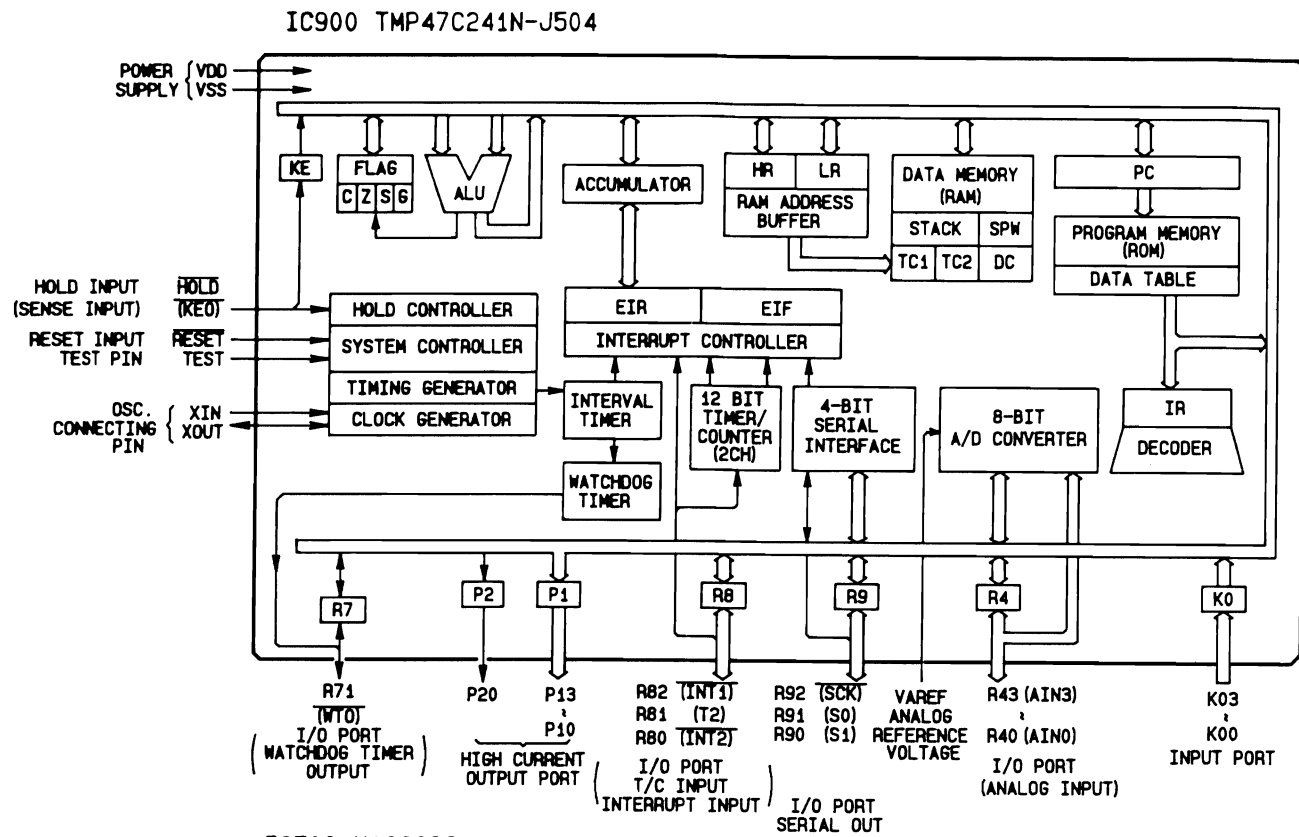 IC900 TMP47C241N-J504
POWER SUPPLY { VDD VSS
KE
FLAG
C Z S G
ALU
ACCUMULATOR
HR LR
RAM ADDRESS
BUFFER
DATA MEMORY
(RAM)
STACK SPW
TC1 TC2 DC
PC
PROGRAM MEMORY
(ROM)
DATA TABLE
HOLD INPUT HOLD
(SENSE INPUT) (KE0)
RESET INPUT RESET
TEST PIN TEST
OSC.
CONNECTING
PIN
XIN
XOUT
HOLD CONTROLLER
SYSTEM CONTROLLER
TIMING GENERATOR
CLOCK GENERATOR
EIR EIF
INTERRUPT CONTROLLER
INTERVAL
TIMER
WATCHDOG
TIMER
12 BIT
TIMER/
COUNTER
(2CH)
4-BIT
SERIAL
INTERFACE
8-BIT
A/D CONVERTER
IR
DECODER
R7
P2
P1
R8
R9
R4
K0
R71
(WTO)
I/O PORT
(WATCHDOG TIMER
OUTPUT)
P20
P13
~
P10
HIGH CURRENT
OUTPUT PORT
R82 (INT1)
R81 (T2)
R80 (INT2)
(I/O PORT
T/C INPUT
INTERRUPT INPUT)
R92 (SCK)
R91 (S0)
R90 (S1)
I/O PORT
SERIAL OUT
VAREF
ANALOG
REFERENCE
VOLTAGE
R43 (AIN3)
~
R40 (AIN0)
I/O PORT
(ANALOG INPUT)
K03
~
K00
INPUT PORT